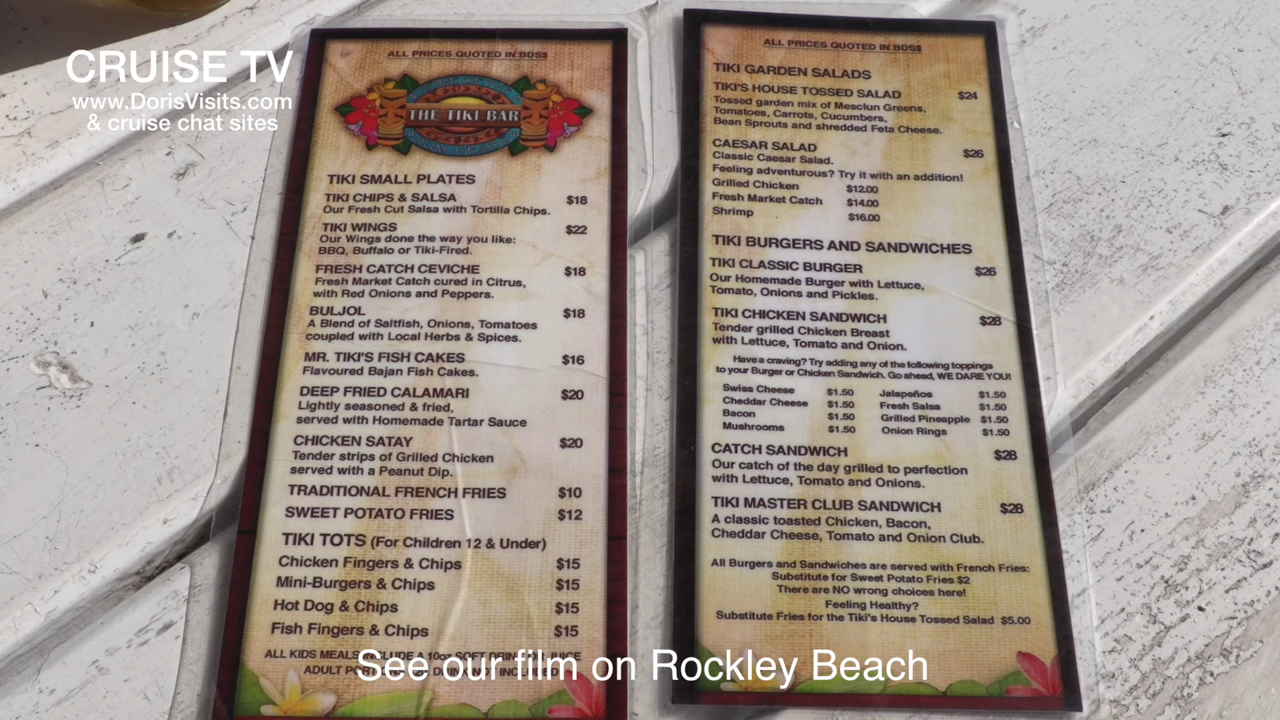 CRUISE TV
www.DorisVisits.com
& cruise chat sites
ALL PRICES QUOTED IN BDS$
THE TIKI BAR
TIKI SMALL PLATES
TIKI CHIPS & SALSA $18
Our Fresh Cut Salsa with Tortilla Chips.
TIKI WINGS $22
Our Wings done the way you like:
BBQ, Buffalo or Tiki-Fired.
FRESH CATCH CEVICHE $18
Fresh Market Catch cured in Citrus,
with Red Onions and Peppers.
BULJOL $18
A Blend of Saltfish, Onions, Tomatoes
coupled with Local Herbs & Spices.
MR. TIKI'S FISH CAKES $16
Flavoured Bajan Fish Cakes.
DEEP FRIED CALAMARI $20
Lightly seasoned & fried,
served with Homemade Tartar Sauce
CHICKEN SATAY $20
Tender strips of Grilled Chicken
served with a Peanut Dip.
TRADITIONAL FRENCH FRIES $10
SWEET POTATO FRIES $12
TIKI TOTS (For Children 12 & Under)
Chicken Fingers & Chips $15
Mini-Burgers & Chips $15
Hot Dog & Chips $15
Fish Fingers & Chips $15
ALL KIDS MEALS INCLUDE A 10oz SOFT DRINK OR JUICE
ADULT
ALL PRICES QUOTED IN BDS$
TIKI GARDEN SALADS
TIKI'S HOUSE TOSSED SALAD $24
Tossed garden mix of Mesclun Greens,
Tomatoes, Carrots, Cucumbers,
Bean Sprouts and shredded Feta Cheese.
CAESAR SALAD $26
Classic Caesar Salad.
Feeling adventurous? Try it with an addition!
Grilled Chicken $12.00
Fresh Market Catch $14.00
Shrimp $16.00
TIKI BURGERS AND SANDWICHES
TIKI CLASSIC BURGER $26
Our Homemade Burger with Lettuce,
Tomato, Onions and Pickles.
TIKI CHICKEN SANDWICH $28
Tender grilled Chicken Breast
with Lettuce, Tomato and Onion.
Have a craving? Try adding any of the following toppings
to your Burger or Chicken Sandwich. Go ahead, WE DARE YOU!
Swiss Cheese $1.50 Jalapeños $1.50
Cheddar Cheese $1.50 Fresh Salsa $1.50
Bacon $1.50 Grilled Pineapple $1.50
Mushrooms $1.50 Onion Rings $1.50
CATCH SANDWICH $28
Our catch of the day grilled to perfection
with Lettuce, Tomato and Onions.
TIKI MASTER CLUB SANDWICH $28
A classic toasted Chicken, Bacon,
Cheddar Cheese, Tomato and Onion Club.
All Burgers and Sandwiches are served with French Fries:
Substitute for Sweet Potato Fries $2
There are NO wrong choices here!
Feeling Healthy?
Substitute Fries for the Tiki's House Tossed Salad $5.00
See our film on Rockley Beach